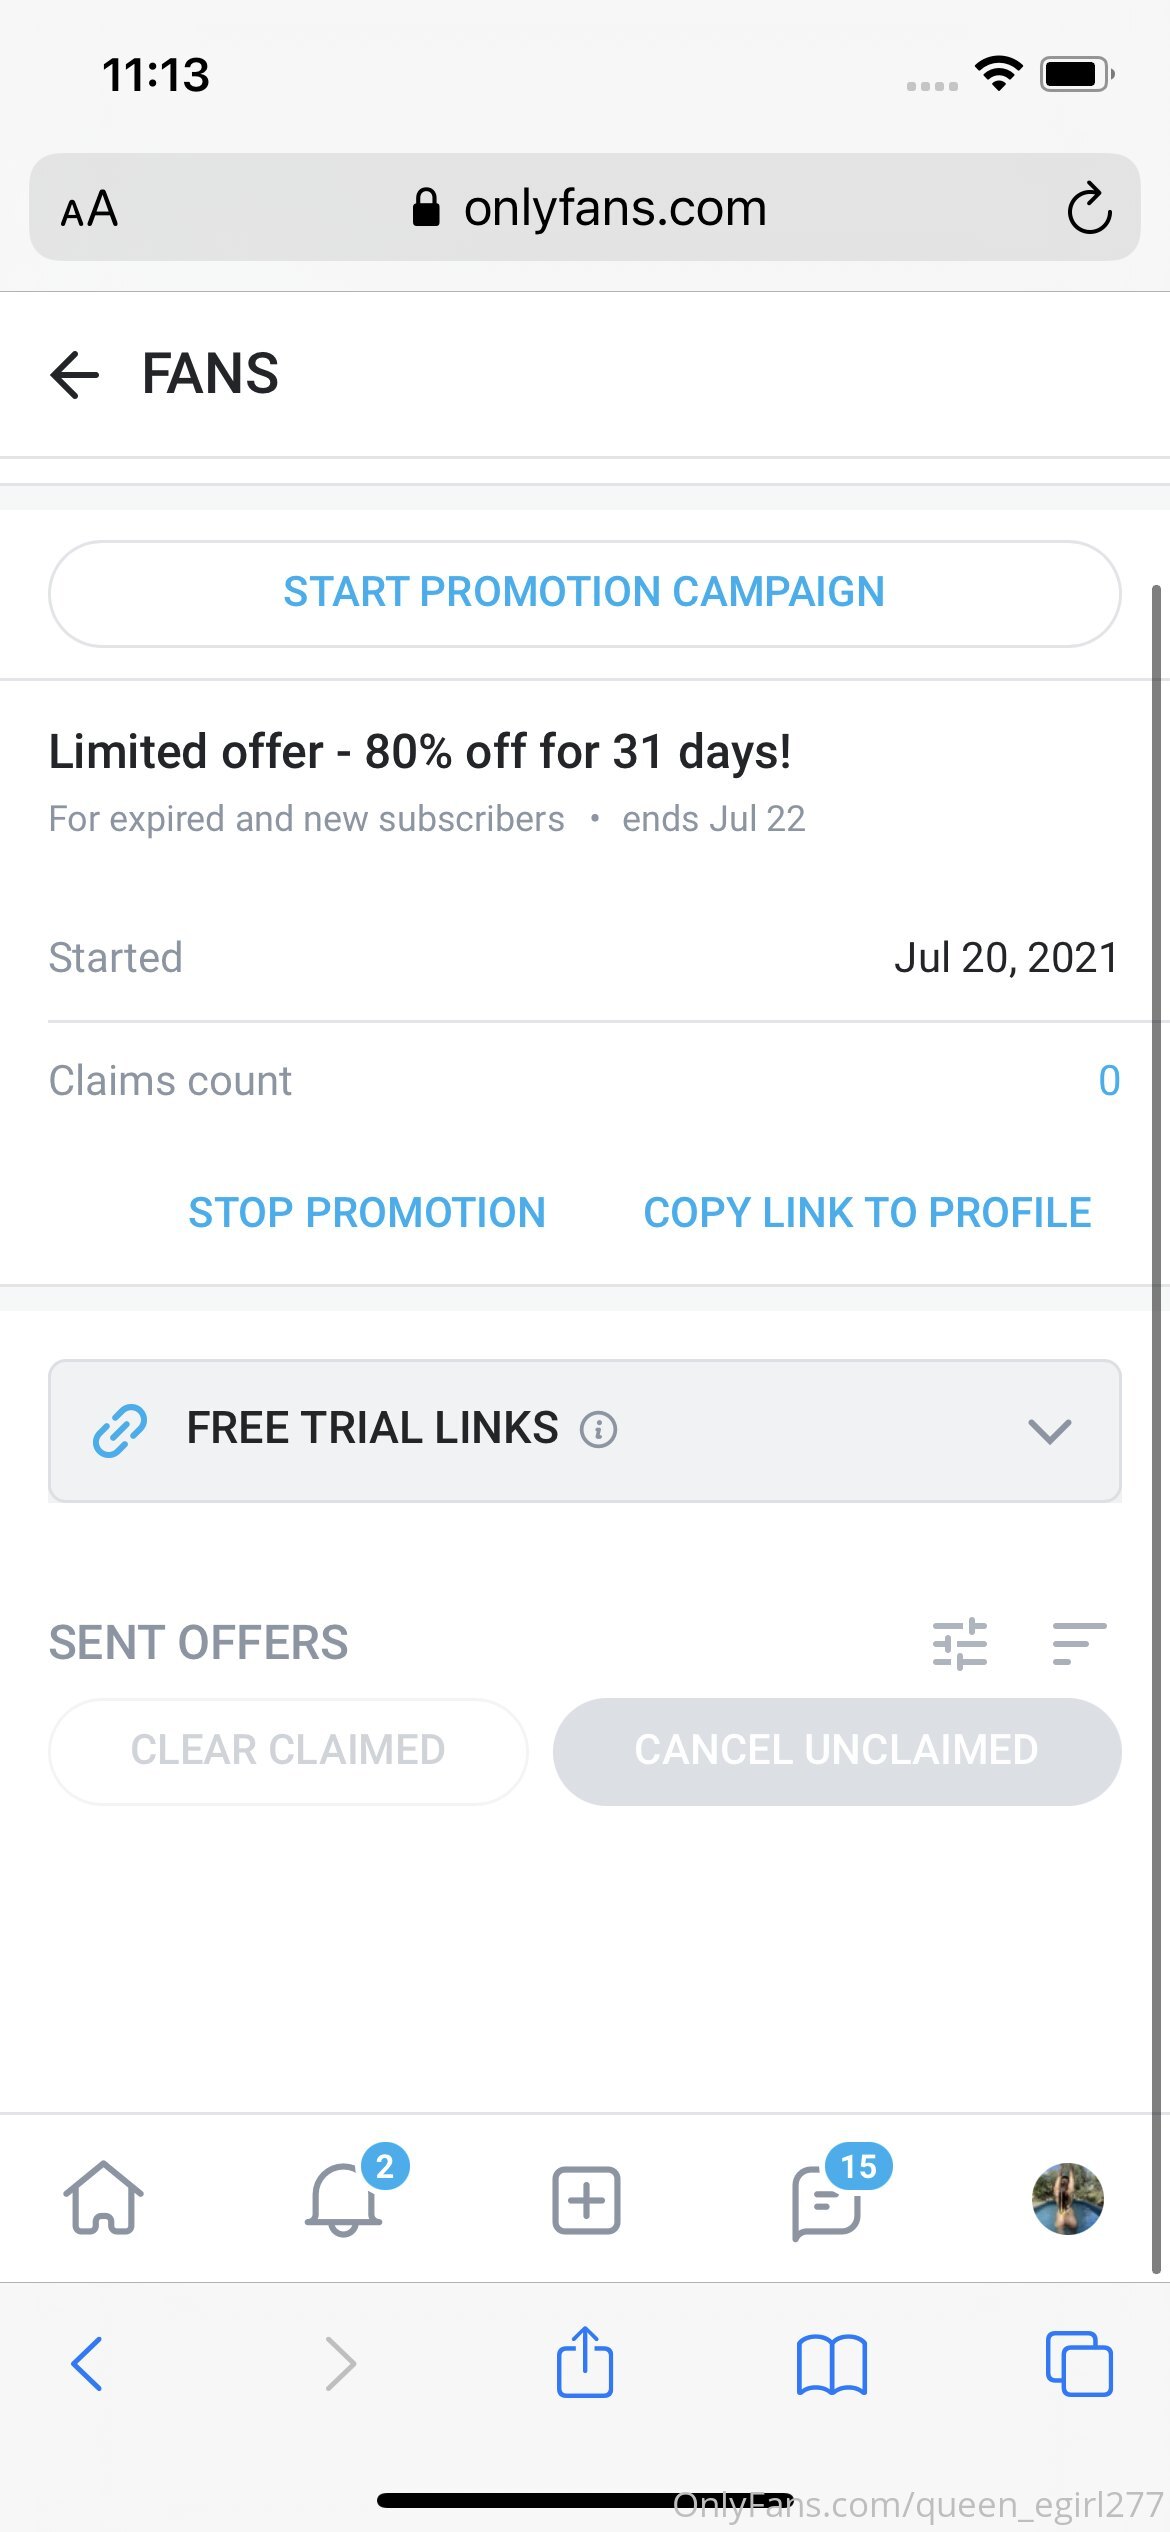 11:13
AA onlyfans.com
FANS
START PROMOTION CAMPAIGN
Limited offer - 80% off for 31 days!
For expired and new subscribers • ends Jul 22
Started Jul 20, 2021
Claims count 0
STOP PROMOTION COPY LINK TO PROFILE
FREE TRIAL LINKS
SENT OFFERS
CLEAR CLAIMED CANCEL UNCLAIMED
2 15
OnlyFans.com/queen_egirl277